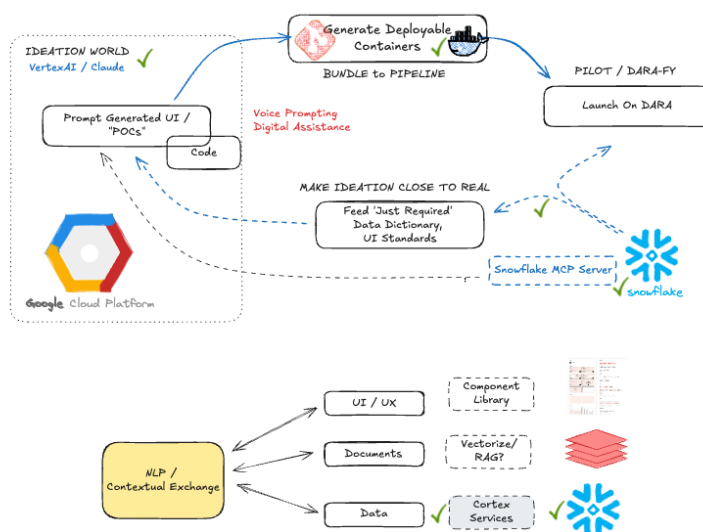 IDEATION WORLD
VertexAI / Claude
Generate Deployable
Containers
BUNDLE to PIPELINE
PILOT / DARA-FY
Launch On DARA
Prompt Generated UI /
"POCs"
Code
Voice Prompting
Digital Assistance
MAKE IDEATION CLOSE TO REAL
Feed 'Just Required'
Data Dictionary,
UI Standards
Snowflake MCP Server
snowflake
Google Cloud Platform
NLP /
Contextual Exchange
UI / UX
Component
Library
Documents
Vectorize/
RAG?
Data
Cortex
Services